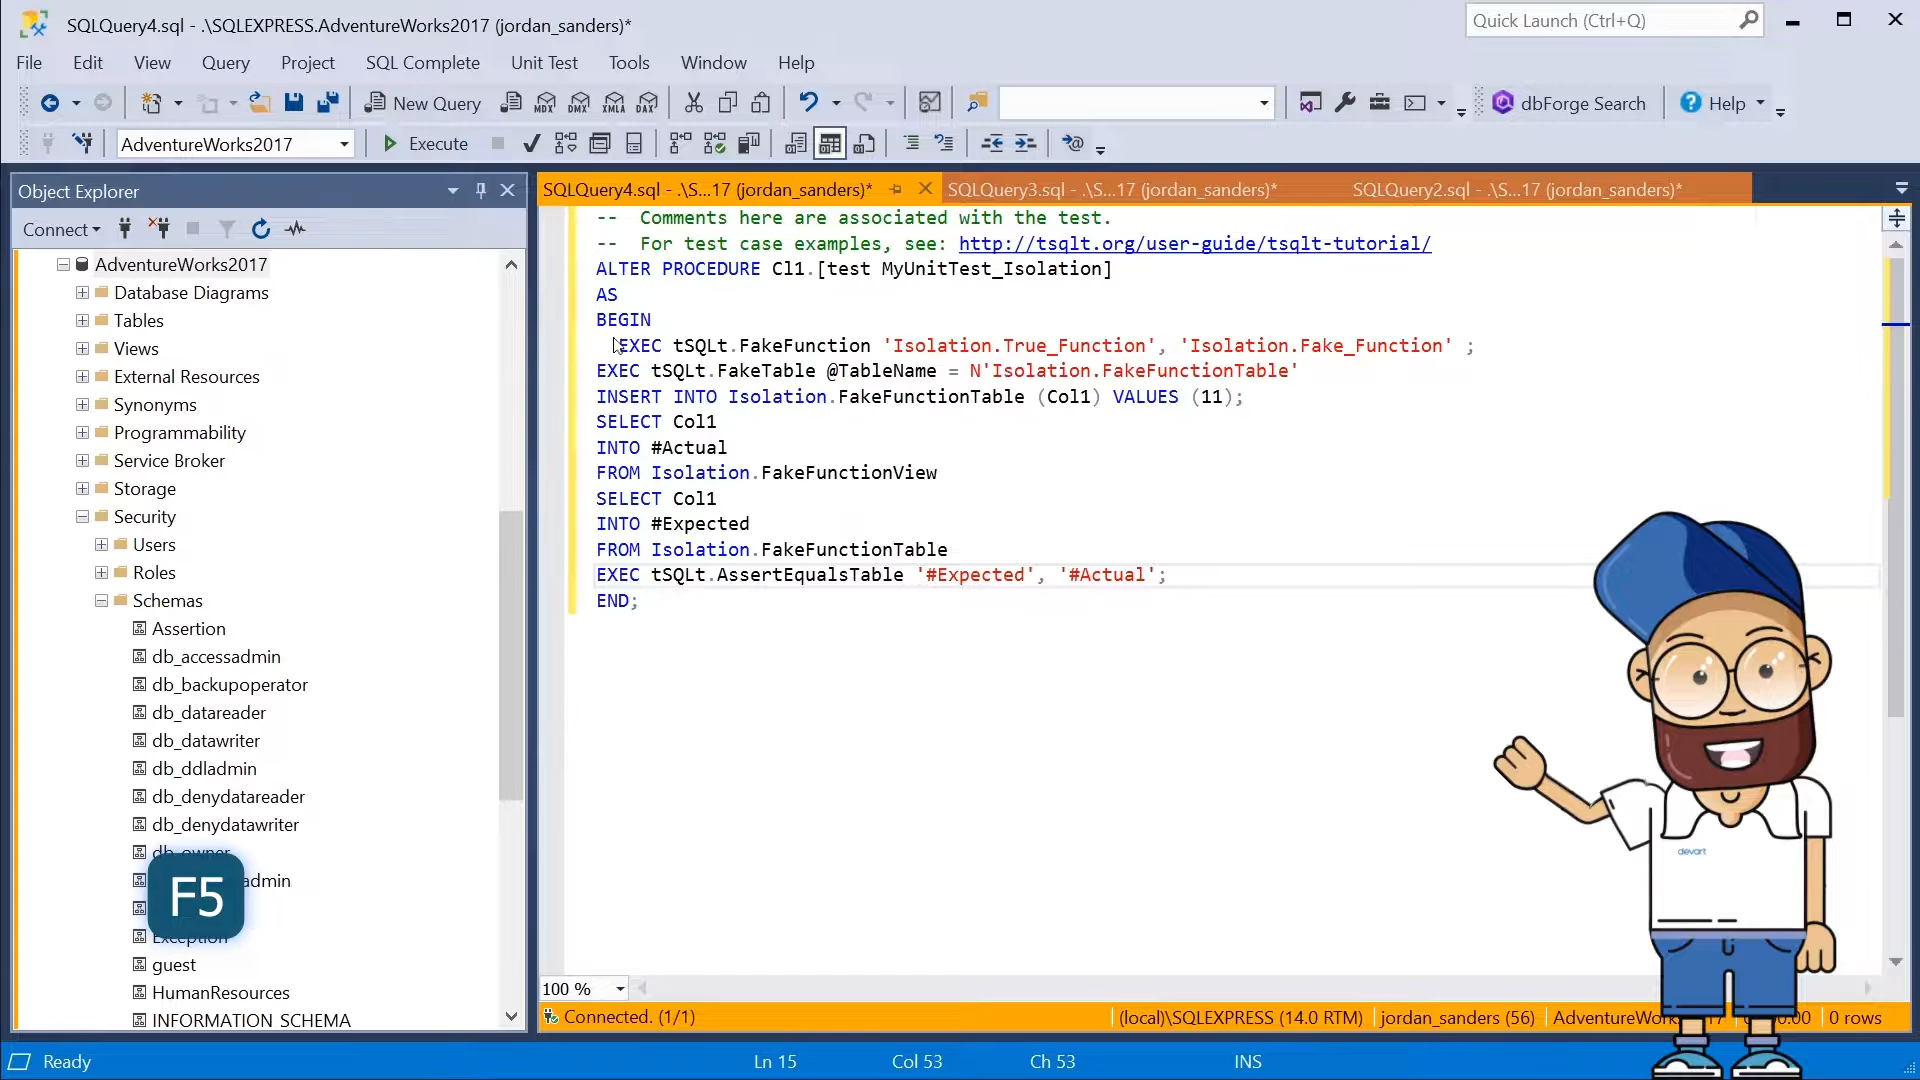 SQLQuery4.sql - .\SQLEXPRESS.AdventureWorks2017 (jordan_sanders)*
Quick Launch (Ctrl+Q)
File Edit View Query Project SQL Complete Unit Test Tools Window Help
New Query MDX DMX XMLA DAX dbForge Search Help
AdventureWorks2017 Execute
Object Explorer
SQLQuery4.sql - .\S...17 (jordan_sanders)* SQLQuery3.sql - .\S...17 (jordan_sanders)* SQLQuery2.sql - .\S...17 (jordan_sanders)*
Connect
AdventureWorks2017
Database Diagrams
Tables
Views
External Resources
Synonyms
Programmability
Service Broker
Storage
Security
Users
Roles
Schemas
Assertion
db_accessadmin
db_backupoperator
db_datareader
db_datawriter
db_ddladmin
db_denydatareader
db_denydatawriter
db_owner
admin
F5
Exception
guest
HumanResources
INFORMATION_SCHEMA
-- Comments here are associated with the test.
-- For test case examples, see: http://tsqlt.org/user-guide/tsqlt-tutorial/
ALTER PROCEDURE Cl1.[test MyUnitTest_Isolation]
AS
BEGIN
EXEC tSQLt.FakeFunction 'Isolation.True_Function', 'Isolation.Fake_Function' ;
EXEC tSQLt.FakeTable @TableName = N'Isolation.FakeFunctionTable'
INSERT INTO Isolation.FakeFunctionTable (Col1) VALUES (11);
SELECT Col1
INTO #Actual
FROM Isolation.FakeFunctionView
SELECT Col1
INTO #Expected
FROM Isolation.FakeFunctionTable
EXEC tSQLt.AssertEqualsTable '#Expected', '#Actual';
END;
devart
100 %
Connected. (1/1) (local)\SQLEXPRESS (14.0 RTM) jordan_sanders (56) 0 rows
Ready Ln 15 Col 53 Ch 53 INS